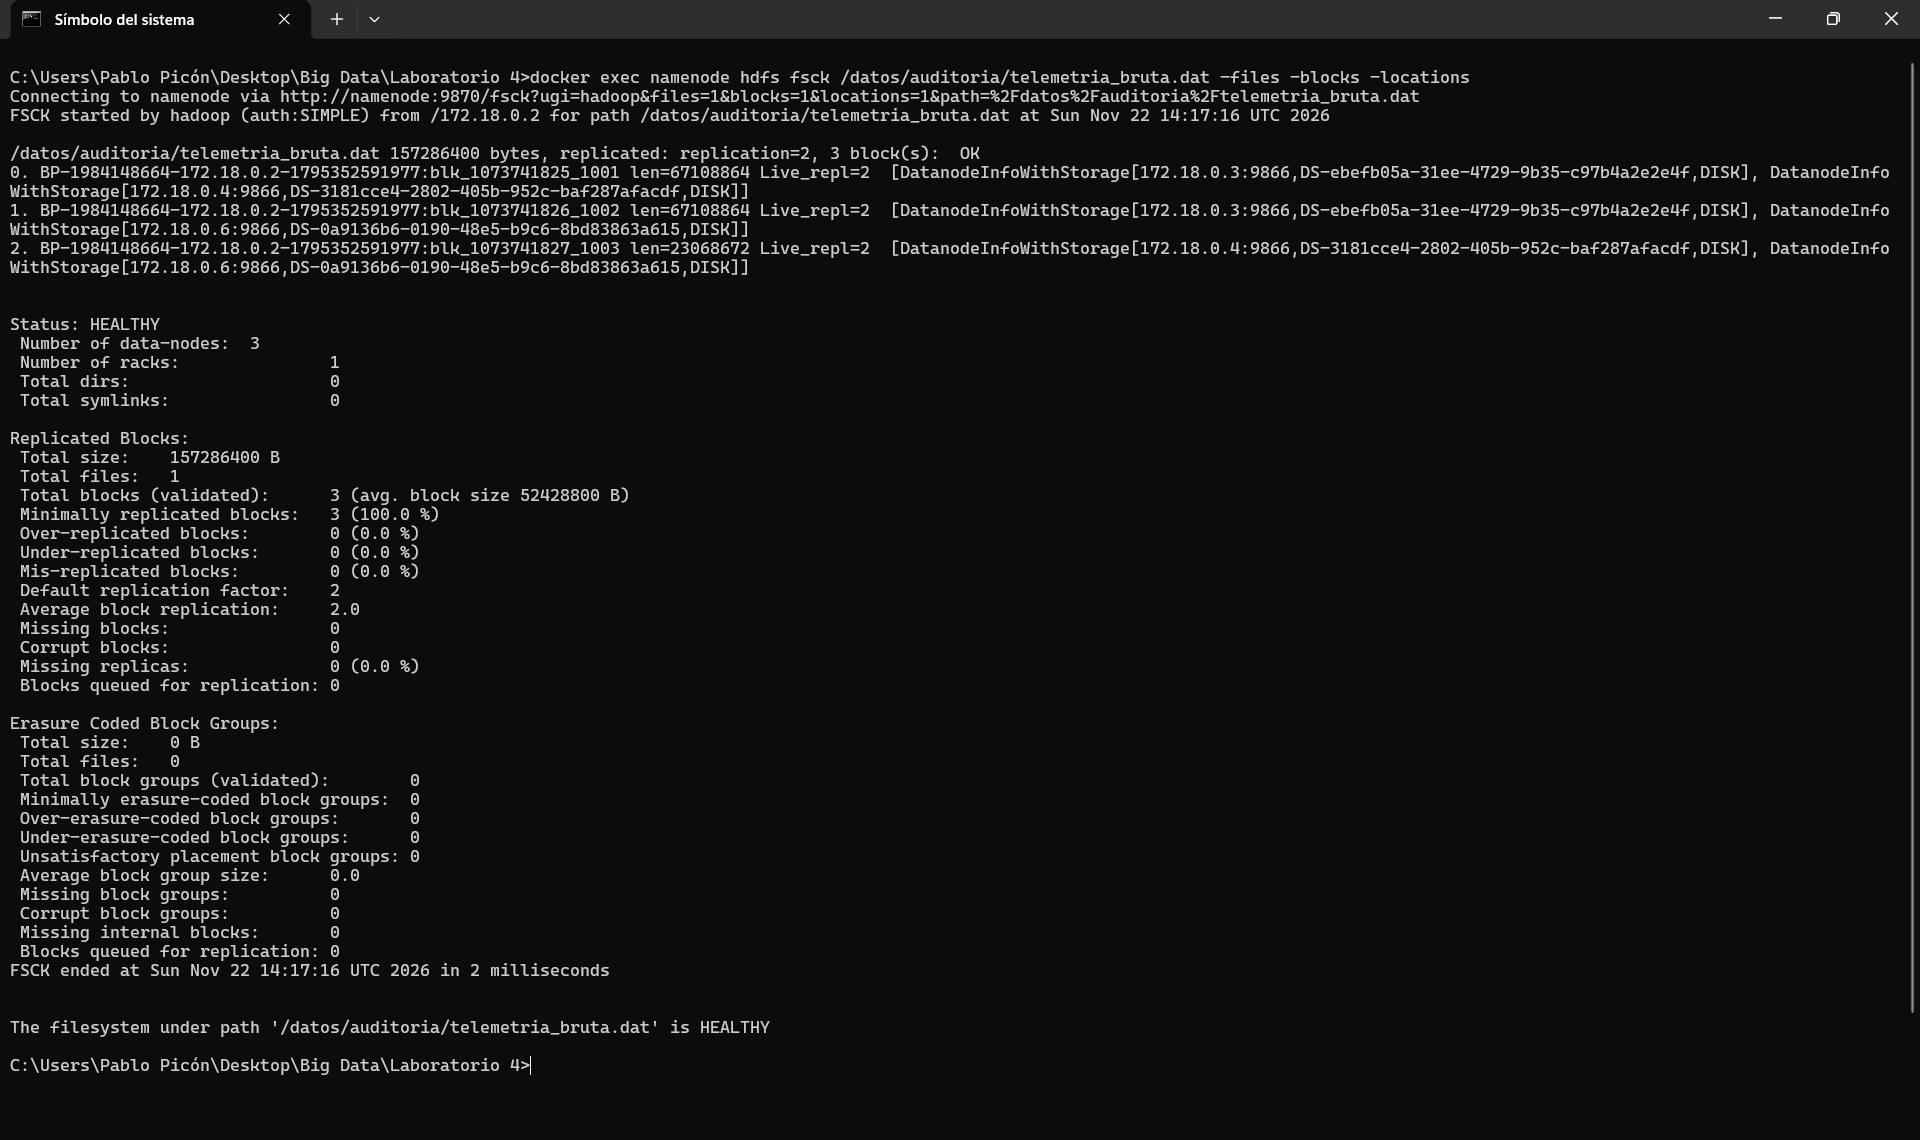 Símbolo del sistema
C:\Users\Pablo Picón\Desktop\Big Data\Laboratorio 4>docker exec namenode hdfs fsck /datos/auditoria/telemetria_bruta.dat -files -blocks -locations
Connecting to namenode via http://namenode:9870/fsck?ugi=hadoop&files=1&blocks=1&locations=1&path=%2Fdatos%2Fauditoria%2Ftelemetria_bruta.dat
FSCK started by hadoop (auth:SIMPLE) from /172.18.0.2 for path /datos/auditoria/telemetria_bruta.dat at Sun Nov 22 14:17:16 UTC 2026
/datos/auditoria/telemetria_bruta.dat 157286400 bytes, replicated: replication=2, 3 block(s):  OK
0. BP-1984148664-172.18.0.2-1795352591977:blk_1073741825_1001 len=67108864 Live_repl=2  [DatanodeInfoWithStorage[172.18.0.3:9866,DS-ebefb05a-31ee-4729-9b35-c97b4a2e2e4f,DISK], DatanodeInfo
WithStorage[172.18.0.4:9866,DS-3181cce4-2802-405b-952c-baf287afacdf,DISK]]
1. BP-1984148664-172.18.0.2-1795352591977:blk_1073741826_1002 len=67108864 Live_repl=2  [DatanodeInfoWithStorage[172.18.0.3:9866,DS-ebefb05a-31ee-4729-9b35-c97b4a2e2e4f,DISK], DatanodeInfo
WithStorage[172.18.0.6:9866,DS-0a9136b6-0190-48e5-b9c6-8bd83863a615,DISK]]
2. BP-1984148664-172.18.0.2-1795352591977:blk_1073741827_1003 len=23068672 Live_repl=2  [DatanodeInfoWithStorage[172.18.0.4:9866,DS-3181cce4-2802-405b-952c-baf287afacdf,DISK], DatanodeInfo
WithStorage[172.18.0.6:9866,DS-0a9136b6-0190-48e5-b9c6-8bd83863a615,DISK]]
Status: HEALTHY
 Number of data-nodes:  3
 Number of racks:               1
 Total dirs:                    0
 Total symlinks:                0
Replicated Blocks:
 Total size:    157286400 B
 Total files:   1
 Total blocks (validated):      3 (avg. block size 52428800 B)
 Minimally replicated blocks:   3 (100.0 %)
 Over-replicated blocks:        0 (0.0 %)
 Under-replicated blocks:       0 (0.0 %)
 Mis-replicated blocks:         0 (0.0 %)
 Default replication factor:    2
 Average block replication:     2.0
 Missing blocks:                0
 Corrupt blocks:                0
 Missing replicas:              0 (0.0 %)
 Blocks queued for replication: 0
Erasure Coded Block Groups:
 Total size:    0 B
 Total files:   0
 Total block groups (validated):        0
 Minimally erasure-coded block groups:  0
 Over-erasure-coded block groups:       0
 Under-erasure-coded block groups:      0
 Unsatisfactory placement block groups: 0
 Average block group size:      0.0
 Missing block groups:          0
 Corrupt block groups:          0
 Missing internal blocks:       0
 Blocks queued for replication: 0
FSCK ended at Sun Nov 22 14:17:16 UTC 2026 in 2 milliseconds
The filesystem under path '/datos/auditoria/telemetria_bruta.dat' is HEALTHY
C:\Users\Pablo Picón\Desktop\Big Data\Laboratorio 4>